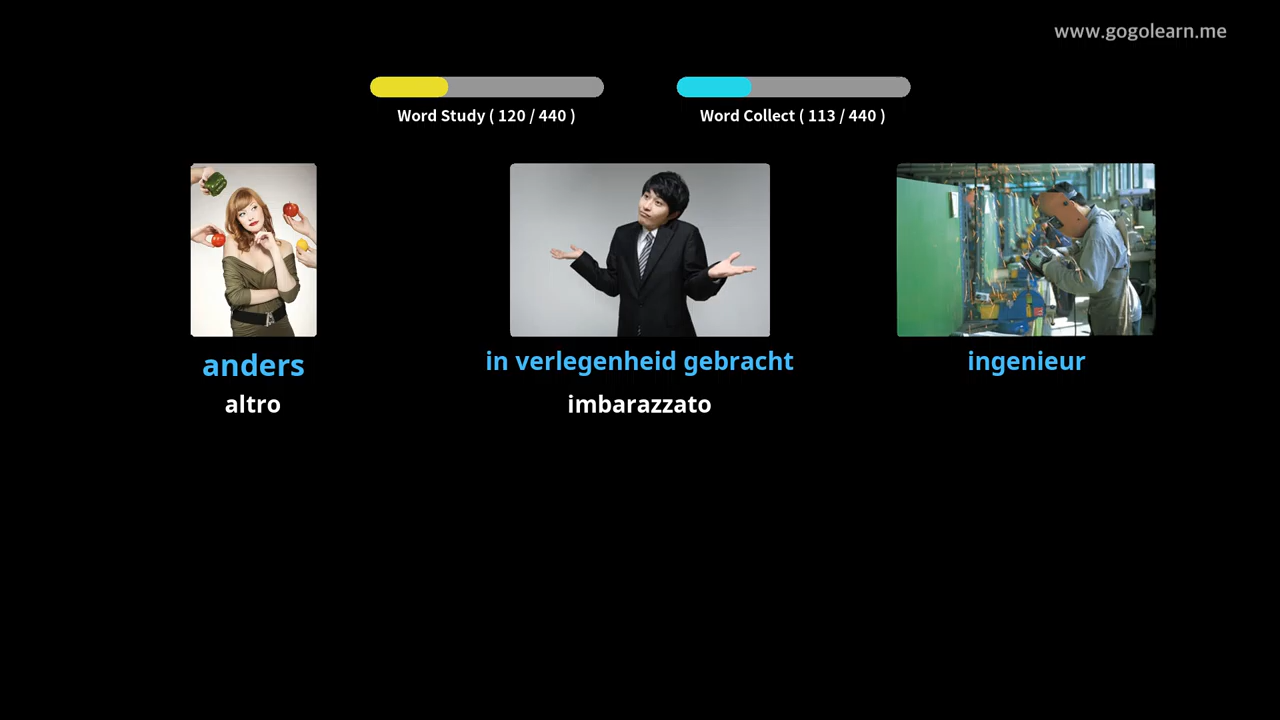 www.gogolearn.me
Word Study ( 120 / 440 )
Word Collect ( 113 / 440 )
anders
altro
in verlegenheid gebracht
imbarazzato
ingenieur